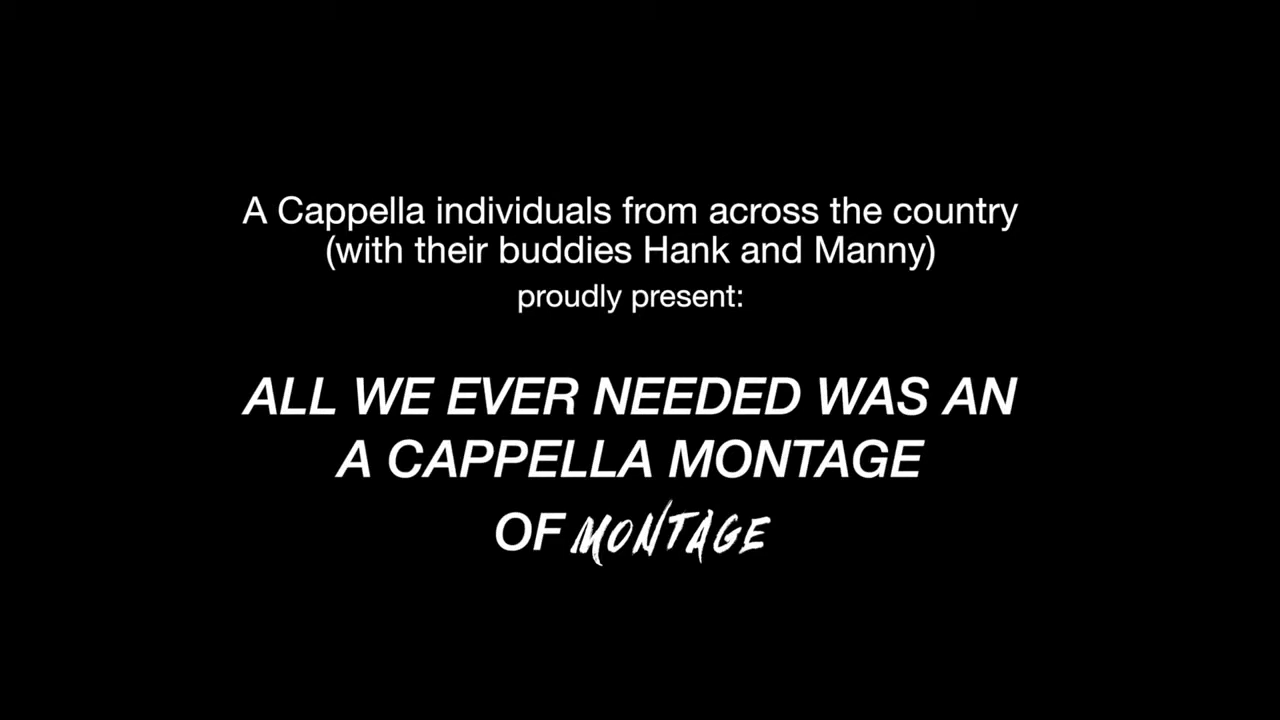 A Cappella individuals from across the country
(with their buddies Hank and Manny)
proudly present:
ALL WE EVER NEEDED WAS AN
A CAPPELLA MONTAGE
OF MONTAGE